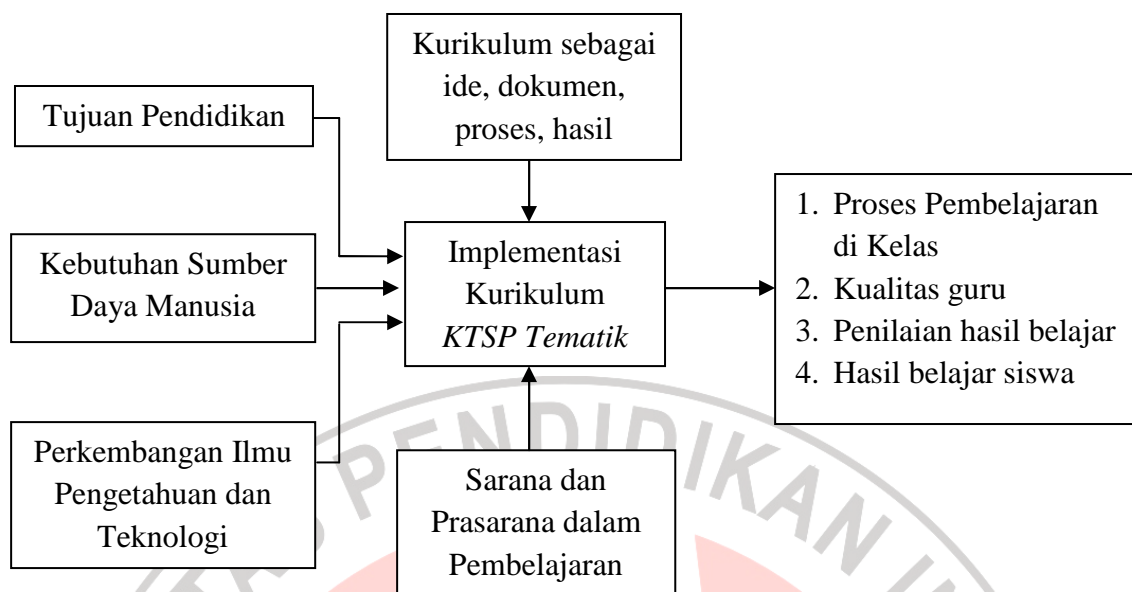 Kurikulum sebagai
ide, dokumen,
proses, hasil
Tujuan Pendidikan
Kebutuhan Sumber
Daya Manusia
Implementasi
Kurikulum
KTSP Tematik
1. Proses Pembelajaran
di Kelas
2. Kualitas guru
3. Penilaian hasil belajar
4. Hasil belajar siswa
Perkembangan Ilmu
Pengetahuan dan
Teknologi
Sarana dan
Prasarana dalam
Pembelajaran
PENDIDIKAN